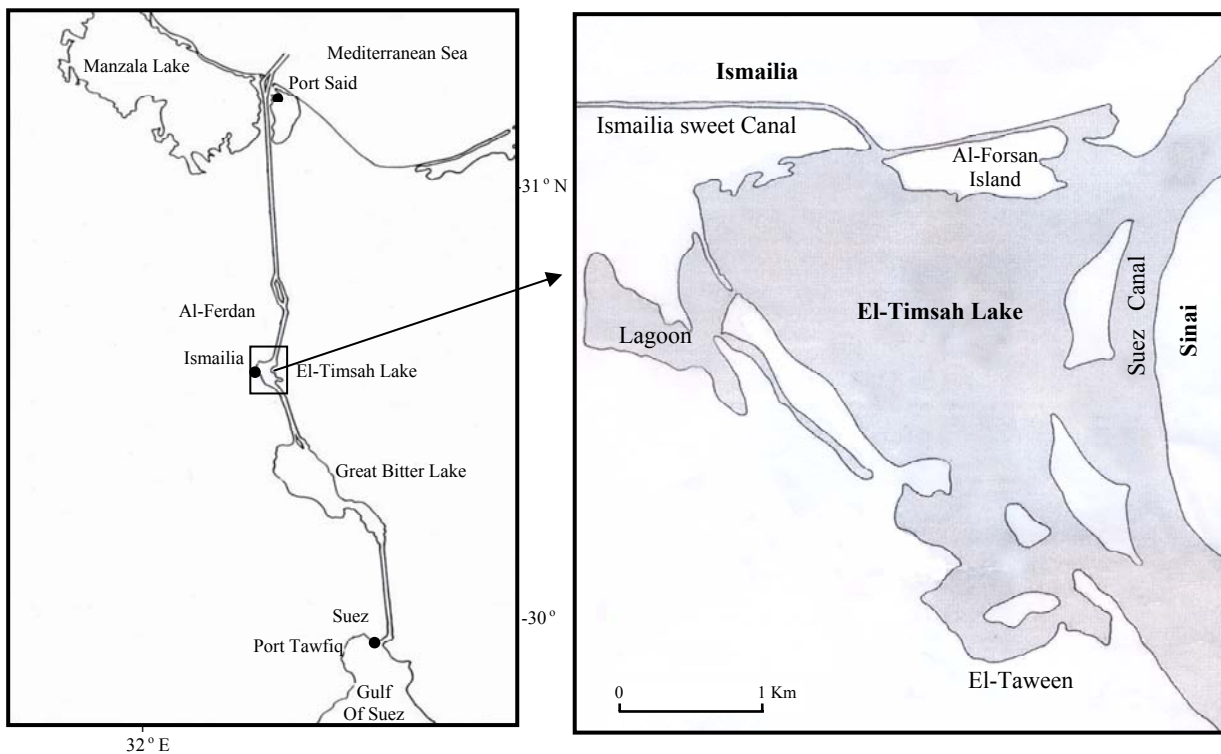 Mediterranean Sea
Manzala Lake
Port Said
31° N
Al-Ferdan
Ismailia
El-Timsah Lake
Great Bitter Lake
Suez
Port Tawfiq
Gulf
Of Suez
-30°
32° E
Ismailia
Ismailia sweet Canal
Al-Forsan
Island
El-Timsah Lake
Lagoon
Suez Canal
Sinai
El-Taween
0 1 Km